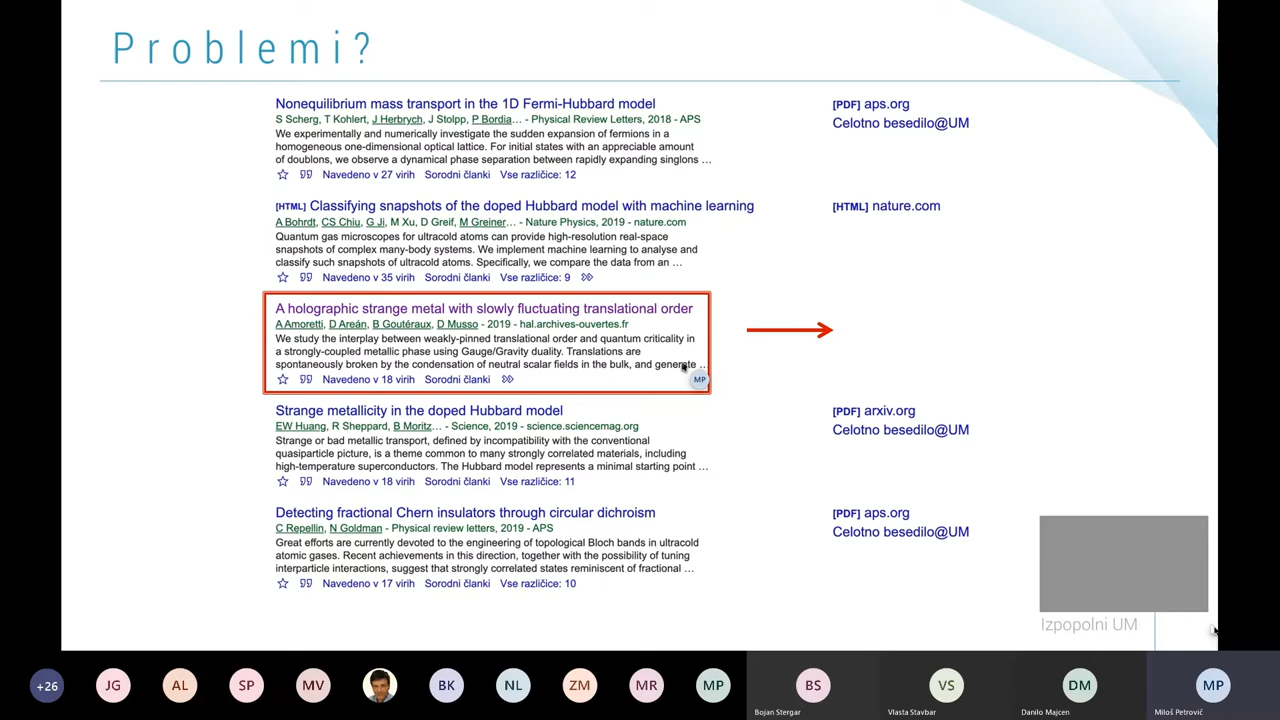 Problemi?
Nonequilibrium mass transport in the 1D Fermi-Hubbard model
[PDF] aps.org
S Scherg, T Kohlert, J Herbrych, J Stolpp, P Bordia… - Physical Review Letters, 2018 - APS
Celotno besedilo@UM
We experimentally and numerically investigate the sudden expansion of fermions in a
homogeneous one-dimensional optical lattice. For initial states with an appreciable amount
of doublons, we observe a dynamical phase separation between rapidly expanding singlons …
Navedeno v 27 virih Sorodni članki Vse različice: 12
[HTML] Classifying snapshots of the doped Hubbard model with machine learning
[HTML] nature.com
A Bohrdt, CS Chiu, G Ji, M Xu, D Greif, M Greiner… - Nature Physics, 2019 - nature.com
Quantum gas microscopes for ultracold atoms can provide high-resolution real-space
snapshots of complex many-body systems. We implement machine learning to analyse and
classify such snapshots of ultracold atoms. Specifically, we compare the data from an …
Navedeno v 35 virih Sorodni članki Vse različice: 9
A holographic strange metal with slowly fluctuating translational order
A Amoretti, D Areán, B Goutéraux, D Musso - 2019 - hal.archives-ouvertes.fr
We study the interplay between weakly-pinned translational order and quantum criticality in
a strongly-coupled metallic phase using Gauge/Gravity duality. Translations are
spontaneously broken by the condensation of neutral scalar fields in the bulk, and generate …
Navedeno v 18 virih Sorodni članki
MP
Strange metallicity in the doped Hubbard model
[PDF] arxiv.org
EW Huang, R Sheppard, B Moritz… - Science, 2019 - science.sciencemag.org
Celotno besedilo@UM
Strange or bad metallic transport, defined by incompatibility with the conventional
quasiparticle picture, is a theme common to many strongly correlated materials, including
high-temperature superconductors. The Hubbard model represents a minimal starting point …
Navedeno v 18 virih Sorodni članki Vse različice: 11
Detecting fractional Chern insulators through circular dichroism
[PDF] aps.org
C Repellin, N Goldman - Physical review letters, 2019 - APS
Celotno besedilo@UM
Great efforts are currently devoted to the engineering of topological Bloch bands in ultracold
atomic gases. Recent achievements in this direction, together with the possibility of tuning
interparticle interactions, suggest that strongly correlated states reminiscent of fractional …
Navedeno v 17 virih Sorodni članki Vse različice: 10
Izpopolni UM
+26 JG AL SP MV BK NL ZM MR MP BS VS DM MP
Bojan Stergar Vlasta Stavbar Danilo Majcen Miloš Petrovič